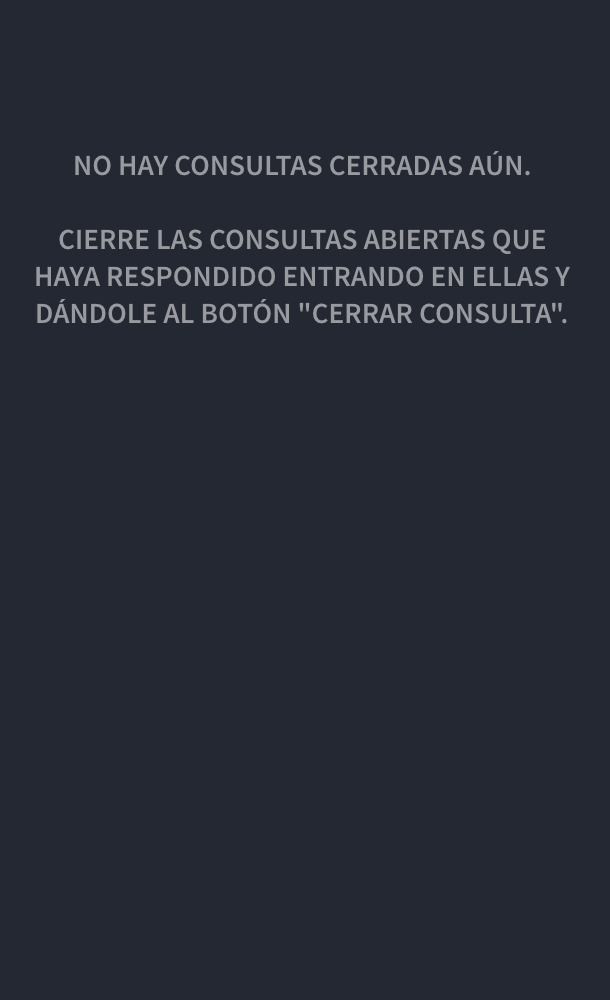 NO HAY CONSULTAS CERRADAS AÚN.
CIERRE LAS CONSULTAS ABIERTAS QUE
HAYA RESPONDIDO ENTRANDO EN ELLAS Y
DÁNDOLE AL BOTÓN "CERRAR CONSULTA".